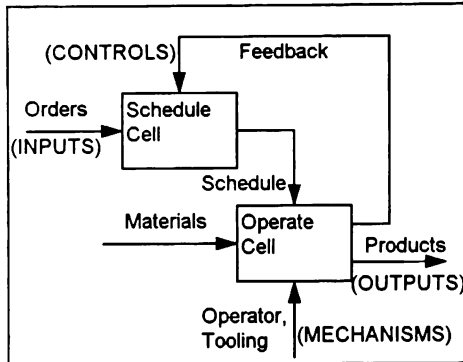 (CONTROLS)
Feedback
Orders
(INPUTS)
Schedule
Cell
Schedule
Materials
Operate
Cell
Products
(OUTPUTS)
Operator,
Tooling
(MECHANISMS)